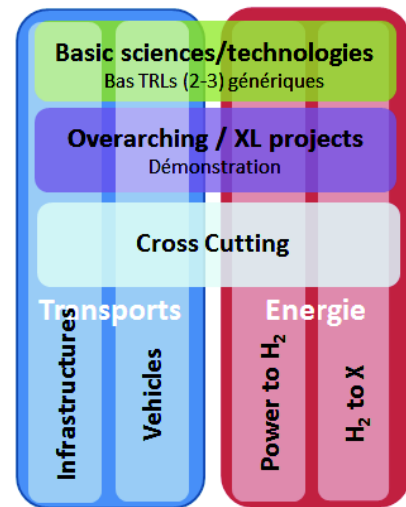 Basic sciences/technologies
Bas TRLs (2-3) génériques
Overarching / XL projects
Démonstration
Cross Cutting
Transports
Energie
Infrastructures
Vehicles
Power to H₂
H₂ to X